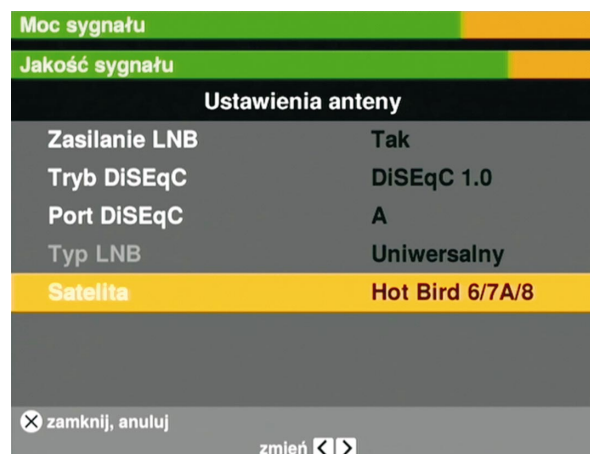 Moc sygnału
Jakość sygnału
Ustawienia anteny
Zasilanie LNB Tak
Tryb DiSEqC DiSEqC 1.0
Port DiSEqC A
Typ LNB Uniwersalny
Satelita Hot Bird 6/7A/8
X zamknij, anuluj
zmień < >